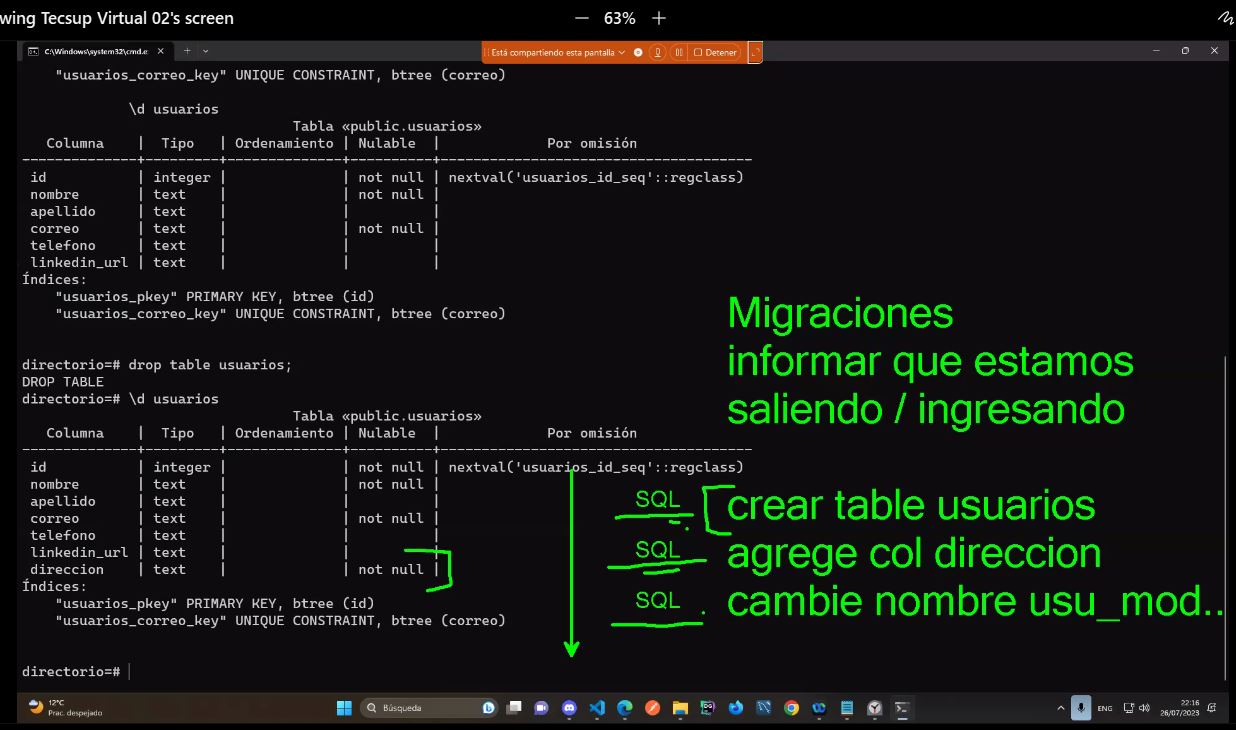 wing Tecsup Virtual 02's screen
— 63% +
C:\Windows\system32\cmd.e × + ⌄
Está compartiendo esta pantalla
Detener
"usuarios_correo_key" UNIQUE CONSTRAINT, btree (correo)
\d usuarios
Tabla «public.usuarios»
Columna | Tipo | Ordenamiento | Nulable | Por omisión
--------------+---------+--------------+----------+--------------------------------------
id | integer | | not null | nextval('usuarios_id_seq'::regclass)
nombre | text | | not null |
apellido | text | | |
correo | text | | not null |
telefono | text | | |
linkedin_url | text | | |
Índices:
"usuarios_pkey" PRIMARY KEY, btree (id)
"usuarios_correo_key" UNIQUE CONSTRAINT, btree (correo)
directorio=# drop table usuarios;
DROP TABLE
directorio=# \d usuarios
Tabla «public.usuarios»
Columna | Tipo | Ordenamiento | Nulable | Por omisión
--------------+---------+--------------+----------+--------------------------------------
id | integer | | not null | nextval('usuarios_id_seq'::regclass)
nombre | text | | not null |
apellido | text | | |
correo | text | | not null |
telefono | text | | |
linkedin_url | text | | |
direccion | text | | not null |
Índices:
"usuarios_pkey" PRIMARY KEY, btree (id)
"usuarios_correo_key" UNIQUE CONSTRAINT, btree (correo)
directorio=#
Migraciones
informar que estamos
saliendo / ingresando
SQL crear table usuarios
SQL agrege col direccion
SQL . cambie nombre usu_mod..
12°C
Prac. despejado
Búsqueda
ENG
22:16
26/07/2023